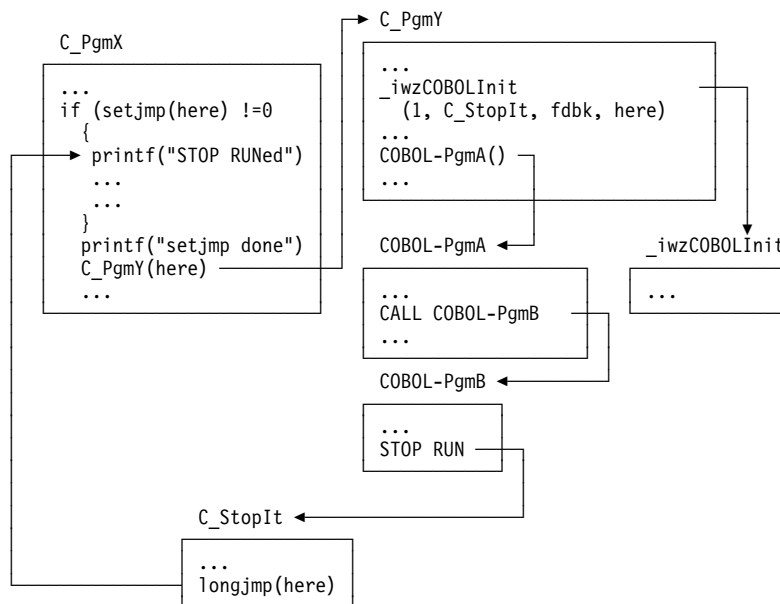 C_PgmX
...
if (setjmp(here) !=0
{
printf("STOP RUNed")
...
...
}
printf("setjmp done")
C_PgmY(here)
...
C_PgmY
...
_iwzCOBOLInit
(1, C_StopIt, fdbk, here)
...
COBOL-PgmA()
...
_iwzCOBOLInit
...
COBOL-PgmA
...
CALL COBOL-PgmB
...
COBOL-PgmB
...
STOP RUN
C_StopIt
...
longjmp(here)